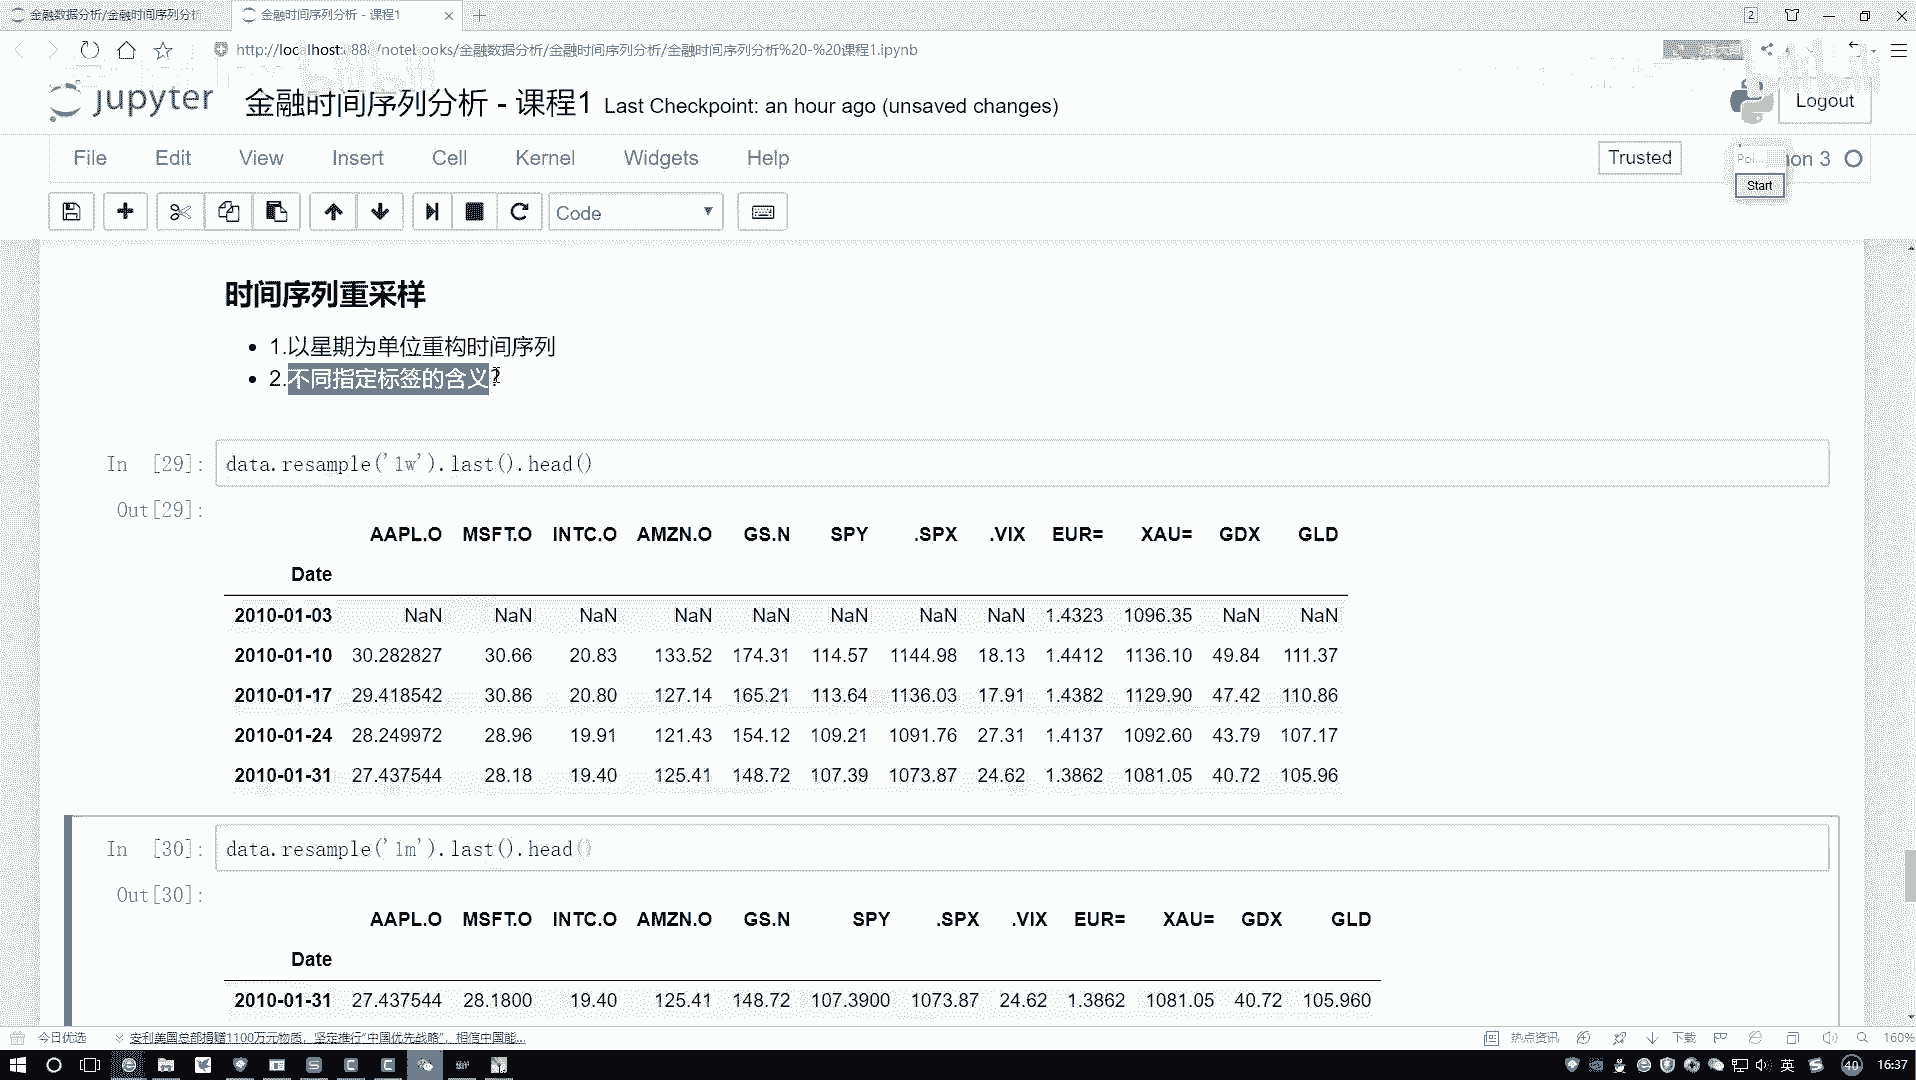 金融数据分析/金融时间序列分析
金融时间序列分析 - 课程1
2
/金融数据分析/金融时间序列分析/金融时间序列分析%20-%20课程1.ipynb
jupyter 金融时间序列分析 - 课程1 Last Checkpoint: an hour ago (unsaved changes)
Logout
File Edit View Insert Cell Kernel Widgets Help
Trusted
Poi...
on 3
Start
Code
时间序列重采样
1.以星期为单位重构时间序列
2.不同指定标签的含义?
In [29]: data.resample('1w').last().head()
Out[29]:
AAPL.O MSFT.O INTC.O AMZN.O GS.N SPY .SPX .VIX EUR= XAU= GDX GLD
Date
2010-01-03 NaN NaN NaN NaN NaN NaN NaN NaN 1.4323 1096.35 NaN NaN
2010-01-10 30.282827 30.66 20.83 133.52 174.31 114.57 1144.98 18.13 1.4412 1136.10 49.84 111.37
2010-01-17 29.418542 30.86 20.80 127.14 165.21 113.64 1136.03 17.91 1.4382 1129.90 47.42 110.86
2010-01-24 28.249972 28.96 19.91 121.43 154.12 109.21 1091.76 27.31 1.4137 1092.60 43.79 107.17
2010-01-31 27.437544 28.18 19.40 125.41 148.72 107.39 1073.87 24.62 1.3862 1081.05 40.72 105.96
In [30]: data.resample('1m').last().head()
Out[30]:
AAPL.O MSFT.O INTC.O AMZN.O GS.N SPY .SPX .VIX EUR= XAU= GDX GLD
Date
2010-01-31 27.437544 28.1800 19.40 125.41 148.72 107.3900 1073.87 24.62 1.3862 1081.05 40.72 105.960
今日优选
安利美国总部捐赠1100万元物质，坚定推行“中国优先战略”，相信中国能...
热点资讯
下载
160%
英
40
16:37